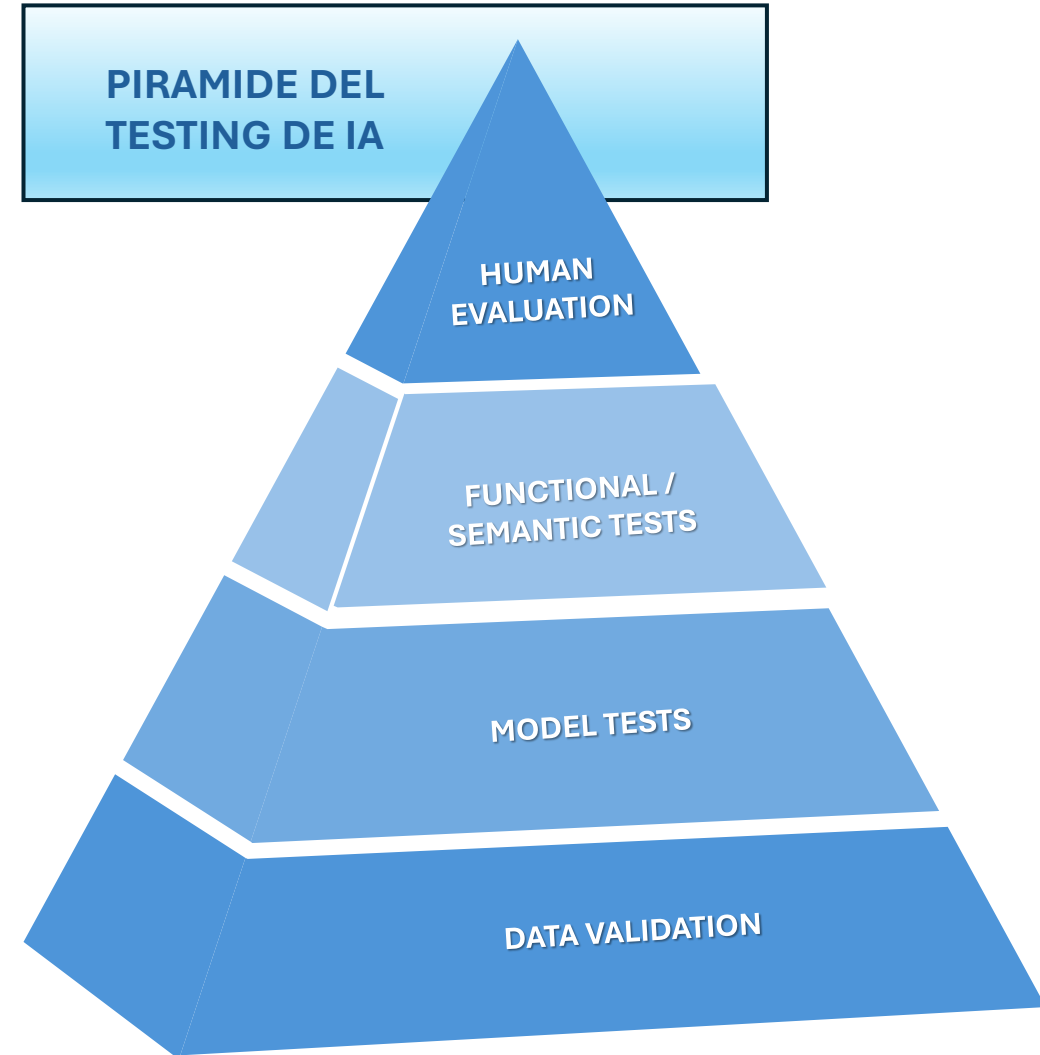 PIRAMIDE DEL
TESTING DE IA
HUMAN
EVALUATION
FUNCTIONAL /
SEMANTIC TESTS
MODEL TESTS
DATA VALIDATION